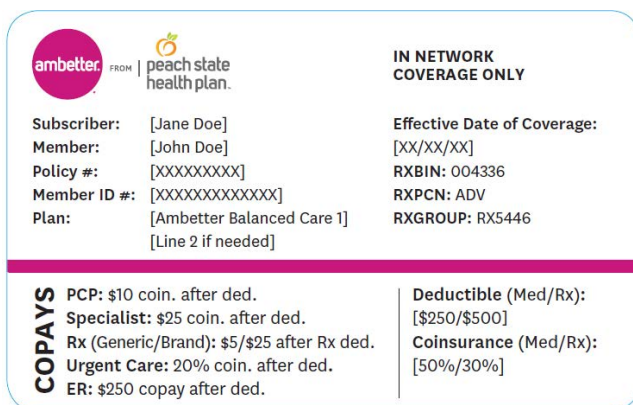 ambetter. FROM | peach state
health plan.
IN NETWORK
COVERAGE ONLY
Subscriber: [Jane Doe]
Member: [John Doe]
Policy #: [XXXXXXXXX]
Member ID #: [XXXXXXXXXXXXX]
Plan: [Ambetter Balanced Care 1]
[Line 2 if needed]
Effective Date of Coverage:
[XX/XX/XX]
RXBIN: 004336
RXPCN: ADV
RXGROUP: RX5446
COPAYS
PCP: $10 coin. after ded.
Specialist: $25 coin. after ded.
Rx (Generic/Brand): $5/$25 after Rx ded.
Urgent Care: 20% coin. after ded.
ER: $250 copay after ded.
Deductible (Med/Rx):
[$250/$500]
Coinsurance (Med/Rx):
[50%/30%]